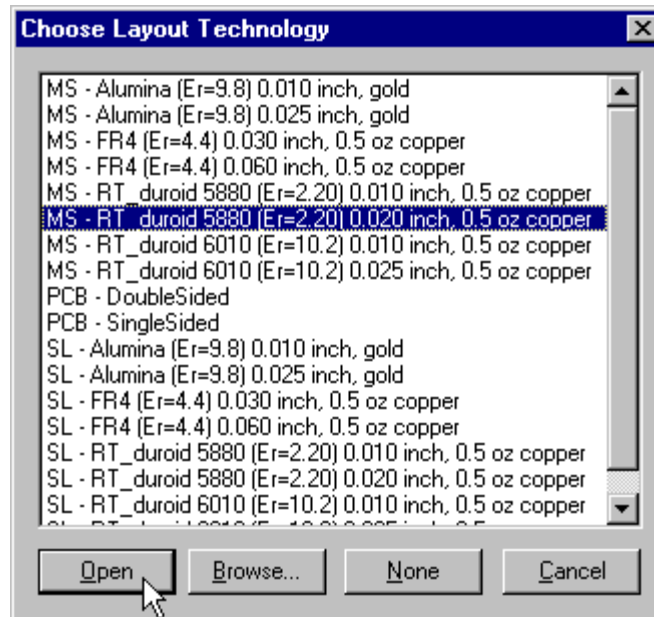 Choose Layout Technology
MS - Alumina (Er=9.8) 0.010 inch, gold
MS - Alumina (Er=9.8) 0.025 inch, gold
MS - FR4 (Er=4.4) 0.030 inch, 0.5 oz copper
MS - FR4 (Er=4.4) 0.060 inch, 0.5 oz copper
MS - RT_duroid 5880 (Er=2.20) 0.010 inch, 0.5 oz copper
MS - RT_duroid 5880 (Er=2.20) 0.020 inch, 0.5 oz copper
MS - RT_duroid 6010 (Er=10.2) 0.010 inch, 0.5 oz copper
MS - RT_duroid 6010 (Er=10.2) 0.025 inch, 0.5 oz copper
PCB - DoubleSided
PCB - SingleSided
SL - Alumina (Er=9.8) 0.010 inch, gold
SL - Alumina (Er=9.8) 0.025 inch, gold
SL - FR4 (Er=4.4) 0.030 inch, 0.5 oz copper
SL - FR4 (Er=4.4) 0.060 inch, 0.5 oz copper
SL - RT_duroid 5880 (Er=2.20) 0.010 inch, 0.5 oz copper
SL - RT_duroid 5880 (Er=2.20) 0.020 inch, 0.5 oz copper
SL - RT_duroid 6010 (Er=10.2) 0.010 inch, 0.5 oz copper
Open Browse... None Cancel